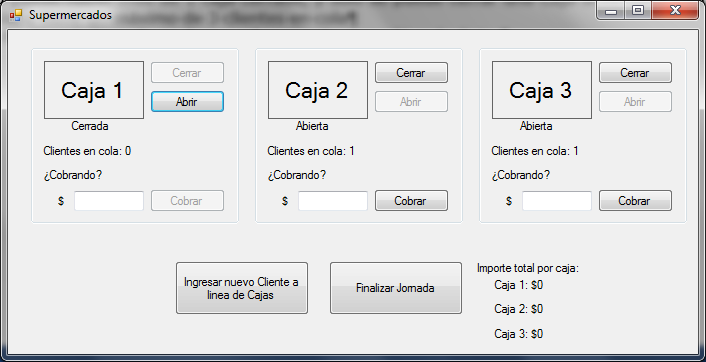 Supermercados
Caja 1
Cerrar
Abrir
Cerrada
Clientes en cola: 0
¿Cobrando?
$
Cobrar
Caja 2
Cerrar
Abrir
Abierta
Clientes en cola: 1
¿Cobrando?
$
Cobrar
Caja 3
Cerrar
Abrir
Abierta
Clientes en cola: 1
¿Cobrando?
$
Cobrar
Ingresar nuevo Cliente a
linea de Cajas
Finalizar Jornada
Importe total por caja:
Caja 1: $0
Caja 2: $0
Caja 3: $0